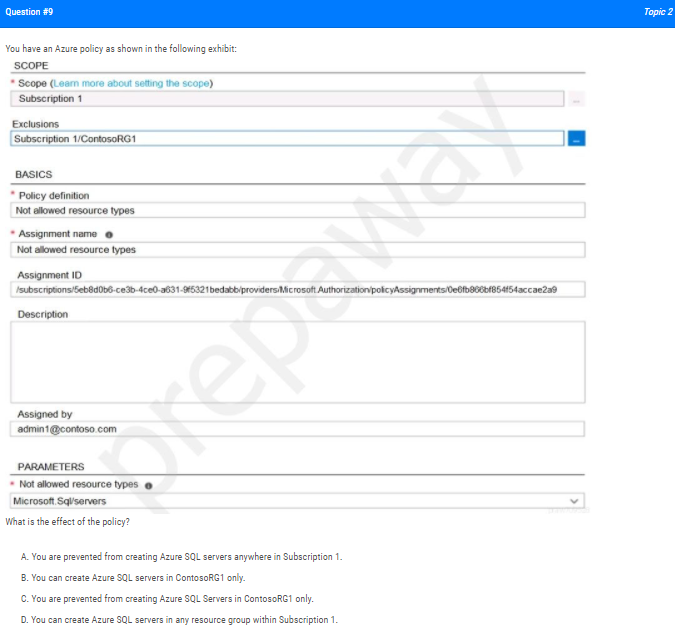 Question #9
Topic 2
You have an Azure policy as shown in the following exhibit:
SCOPE
* Scope (Learn more about setting the scope)
Subscription 1
...
Exclusions
Subscription 1/ContosoRG1
...
BASICS
* Policy definition
Not allowed resource types
* Assignment name
Not allowed resource types
Assignment ID
/subscriptions/5eb8d0b6-ce3b-4ce0-a631-9f5321bedabb/providers/Microsoft.Authorization/policyAssignments/0e6fb866bf854f54accae2a9
Description
Assigned by
admin1@contoso.com
PARAMETERS
* Not allowed resource types
Microsoft.Sql/servers
What is the effect of the policy?
A. You are prevented from creating Azure SQL servers anywhere in Subscription 1.
B. You can create Azure SQL servers in ContosoRG1 only.
C. You are prevented from creating Azure SQL Servers in ContosoRG1 only.
D. You can create Azure SQL servers in any resource group within Subscription 1.
prepaway